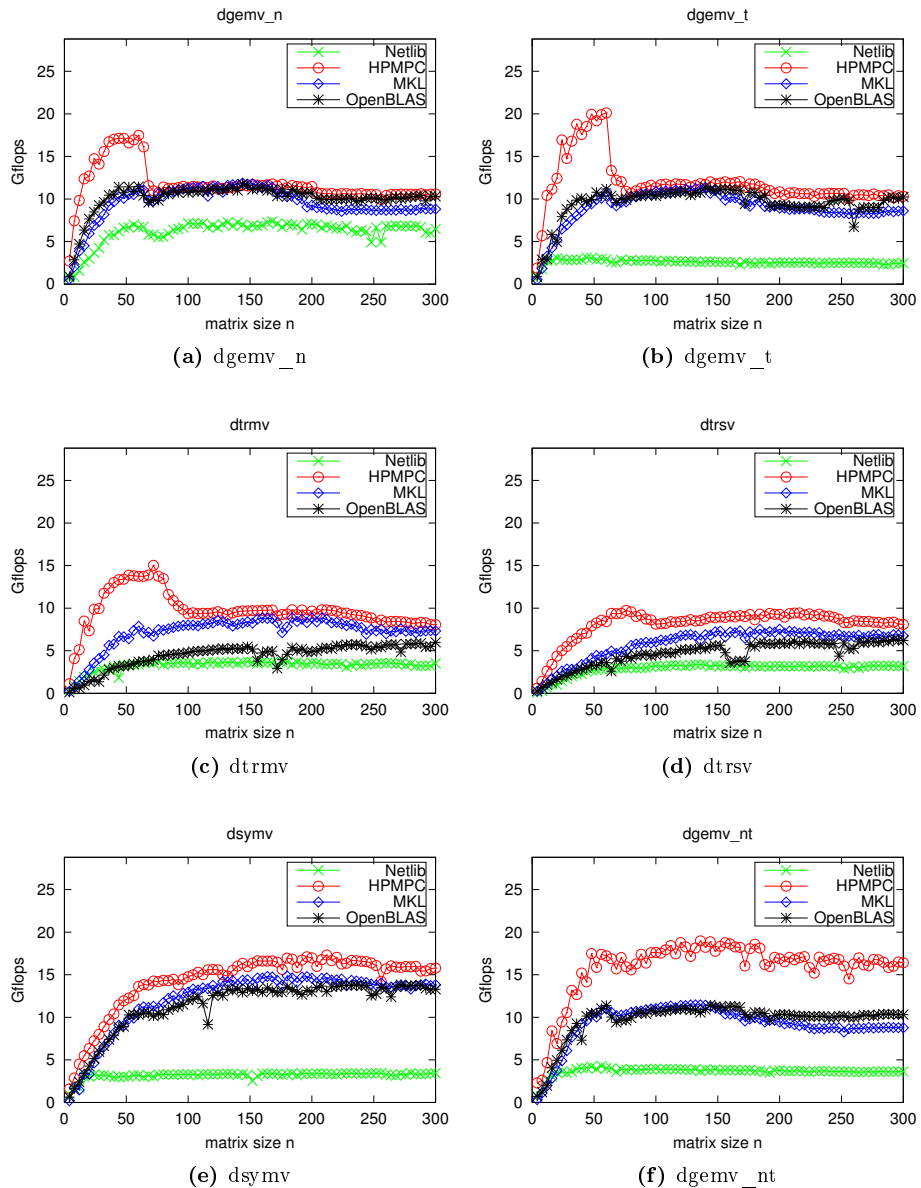 dgemv_n
Gflops
25
20
15
10
5
0
0 50 100 150 200 250 300
matrix size n
Netlib
HPMPC
MKL
OpenBLAS
(a) dgemv_n
dgemv_t
Gflops
25
20
15
10
5
0
0 50 100 150 200 250 300
matrix size n
Netlib
HPMPC
MKL
OpenBLAS
(b) dgemv_t
dtrmv
Gflops
25
20
15
10
5
0
0 50 100 150 200 250 300
matrix size n
Netlib
HPMPC
MKL
OpenBLAS
(c) dtrmv
dtrsv
Gflops
25
20
15
10
5
0
0 50 100 150 200 250 300
matrix size n
Netlib
HPMPC
MKL
OpenBLAS
(d) dtrsv
dsymv
Gflops
25
20
15
10
5
0
0 50 100 150 200 250 300
matrix size n
Netlib
HPMPC
MKL
OpenBLAS
(e) dsymv
dgemv_nt
Gflops
25
20
15
10
5
0
0 50 100 150 200 250 300
matrix size n
Netlib
HPMPC
MKL
OpenBLAS
(f) dgemv_nt